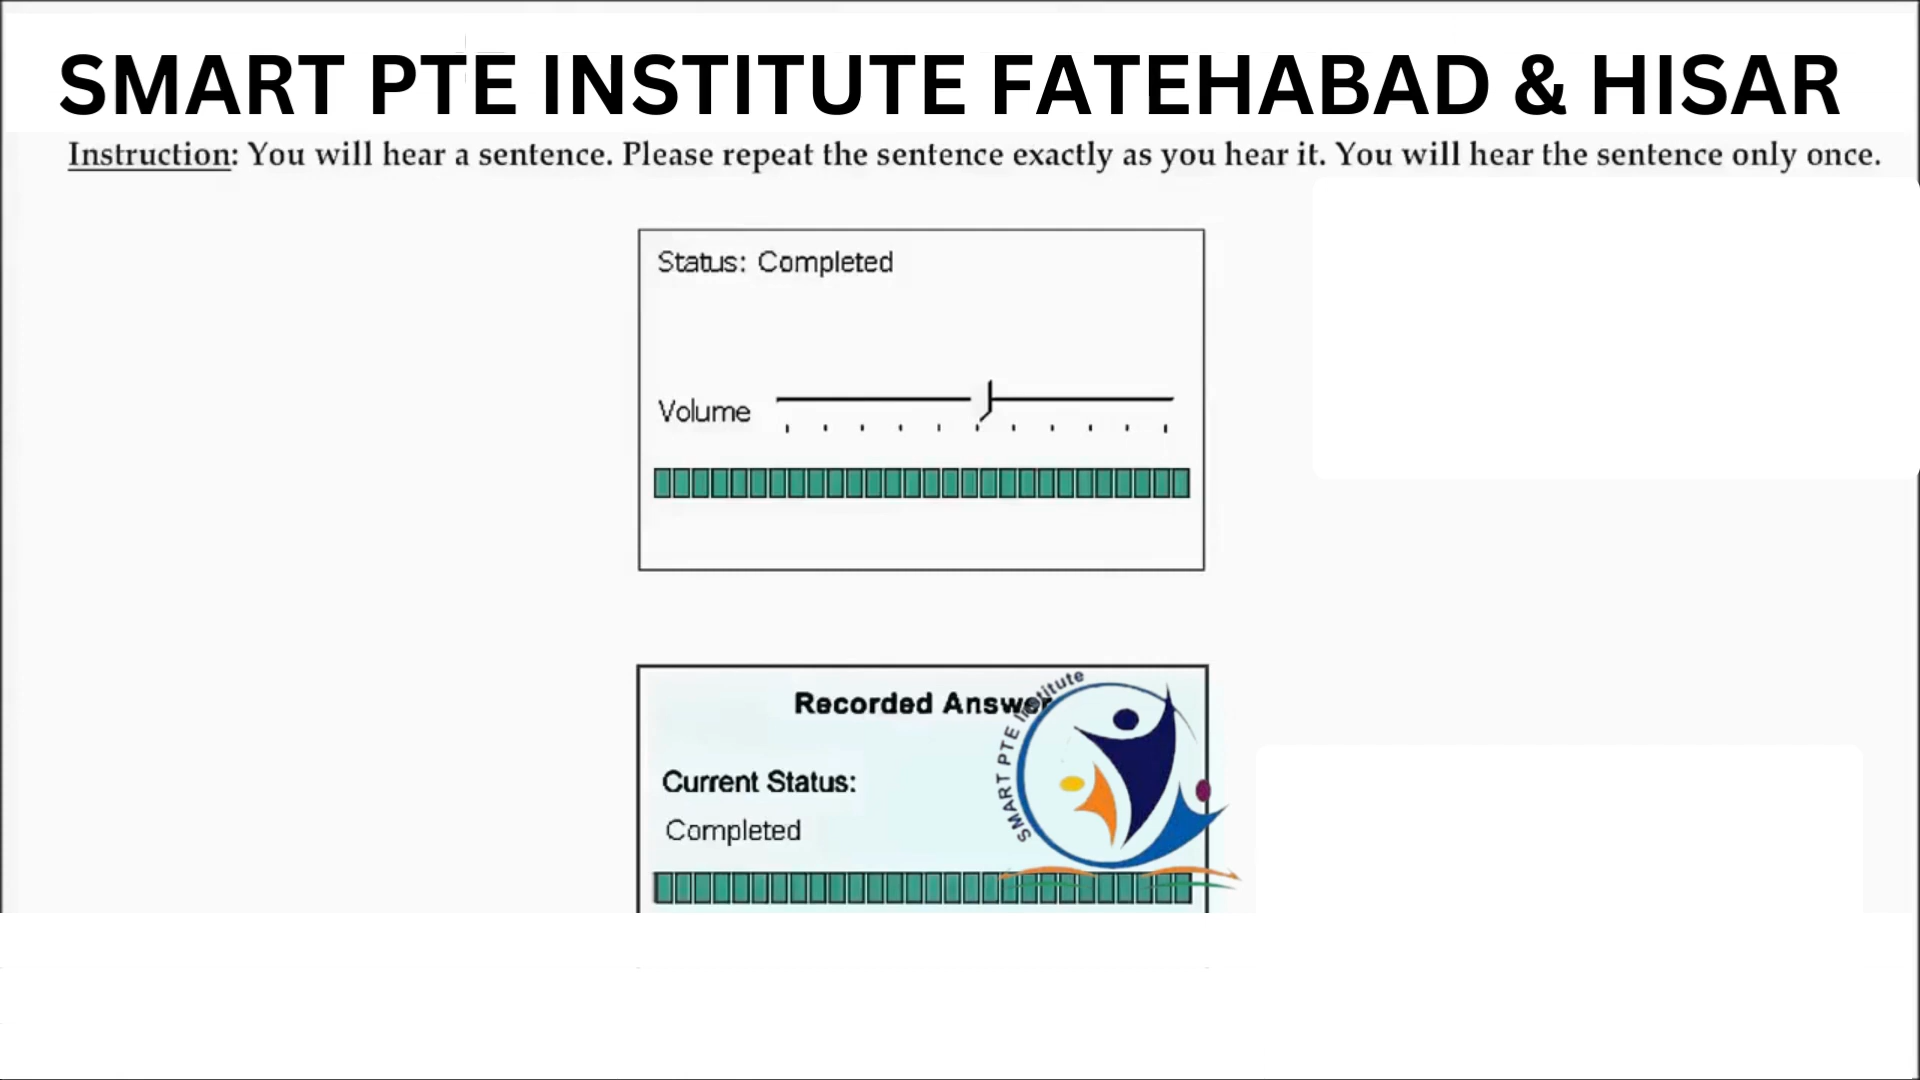 SMART PTE INSTITUTE FATEHABAD & HISAR
Instruction: You will hear a sentence. Please repeat the sentence exactly as you hear it. You will hear the sentence only once.
Status: Completed
Volume
Recorded Answer
SMART PTE Institute
Current Status:
Completed